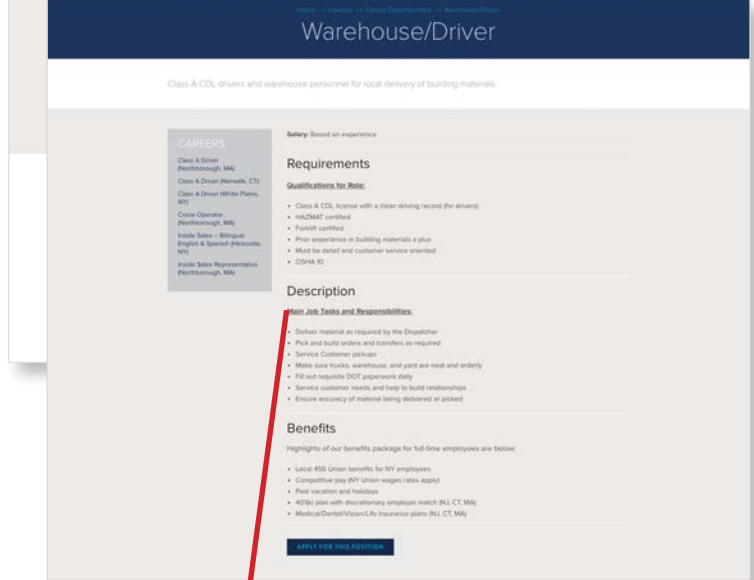 Home → Careers → Career Opportunities → Warehouse/Driver
Warehouse/Driver
Class A CDL drivers and warehouse personnel for local delivery of building materials.
CAREERS
Class A Driver
(Northborough, MA)
Class A Driver (Norwalk, CT)
Class A Driver (White Plains,
NY)
Crane Operator
(Northborough, MA)
Inside Sales – Bilingual
English & Spanish (Hicksville,
NY)
Inside Sales Representative
(Northborough, MA)
Salary: Based on experience
Requirements
Qualifications for Role:
• Class A CDL license with a clean driving record (for drivers)
• HAZMAT certified
• Forklift certified
• Prior experience in building materials a plus
• Must be detail and customer service oriented
• OSHA 10
Description
Main Job Tasks and Responsibilities:
• Deliver material as required by the Dispatcher
• Pick and build orders and transfers as required
• Service Customer pickups
• Make sure trucks, warehouse, and yard are neat and orderly
• Fill out requisite DOT paperwork daily
• Service customer needs and help to build relationships
• Ensure accuracy of material being delivered or picked
Benefits
Highlights of our benefits package for full-time employees are below:
• Local 456 Union benefits for NY employees
• Competitive pay (NY Union wages rates apply)
• Paid vacation and holidays
• 401(k) plan with discretionary employer match (NJ, CT, MA)
• Medical/Dental/Vision/Life Insurance plans (NJ, CT, MA)
APPLY FOR THIS POSITION